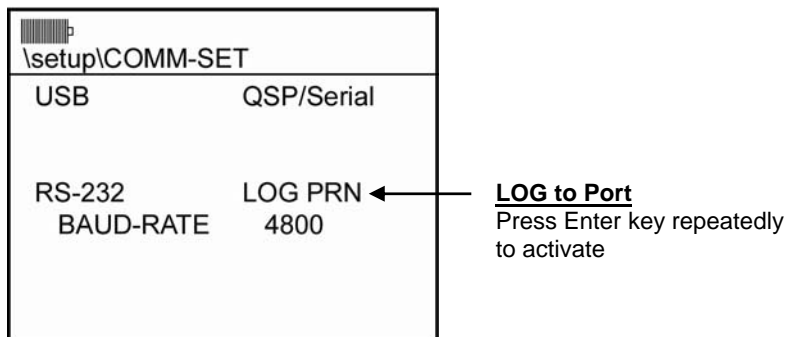 \setup\COMM-SET
USB QSP/Serial
RS-232 LOG PRN
BAUD-RATE 4800
LOG to Port
Press Enter key repeatedly
to activate